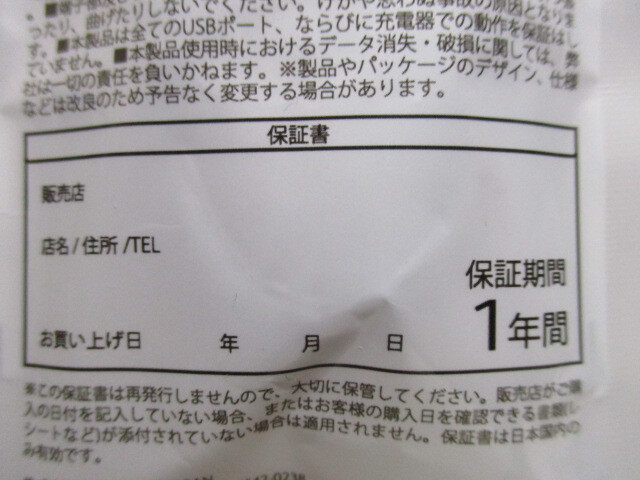 つたり、曲げたりしないでください。けがや思わぬ事故の原因となりま
■本製品は全てのUSBポート、ならびに充電器での動作を保証はし
ていません。■本製品使用時におけるデータ消失・破損に関しては、弊
社は一切の責任を負いかねます。※製品やパッケージのデザイン、仕様
などは改良のため予告なく変更する場合があります。
保証書
販売店
店名/住所/TEL
保証期間
1年間
お買い上げ日 年 月 日
※この保証書は再発行しませんので、大切に保管してください。販売店がご購
入の日付を記入していない場合、またはお客様の購入日を確認できる書類(レ
シートなど)が添付されていない場合は適用されません。保証書は日本国内の
み有効です。